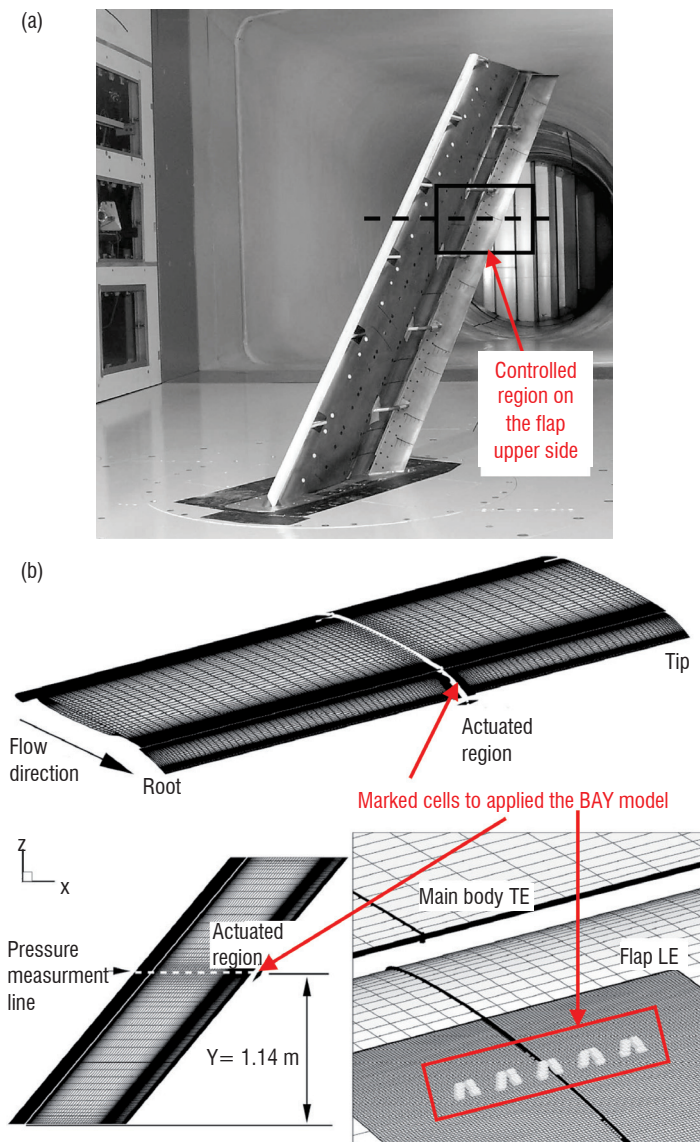 (a)
Controlled
region on
the flap
upper side
(b)
Tip
Flow
direction
Root
Actuated
region
Marked cells to applied the BAY model
z
x
Main body TE
Actuated
region
Flap LE
Pressure
measurment
line
Y= 1.14 m